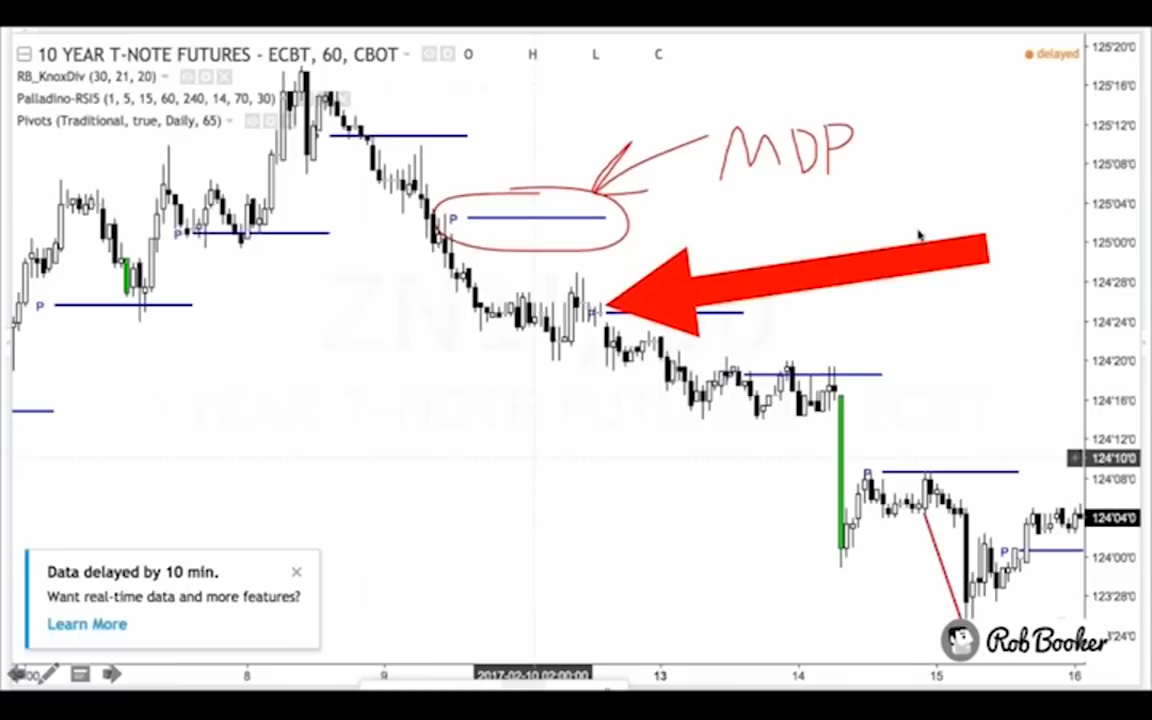 10 YEAR T-NOTE FUTURES - ECBT, 60, CBOT O H L C
delayed
RB_KnoxDiv (30, 21, 20)
Palladino-RSI5 (1, 5, 15, 60, 240, 14, 70, 30)
Pivots (Traditional, true, Daily, 65)
MDP
P
P
P
P
P
125'20'0
125'16'0
125'12'0
125'08'0
125'04'0
125'00'0
124'28'0
124'24'0
124'20'0
124'16'0
124'12'0
124'10'0
124'08'0
124'04'0
124'00'0
123'28'0
'24'0
Data delayed by 10 min.
Want real-time data and more features?
Learn More
Rob Booker
8 9 2017-02-10 02:00:00 13 14 15 16